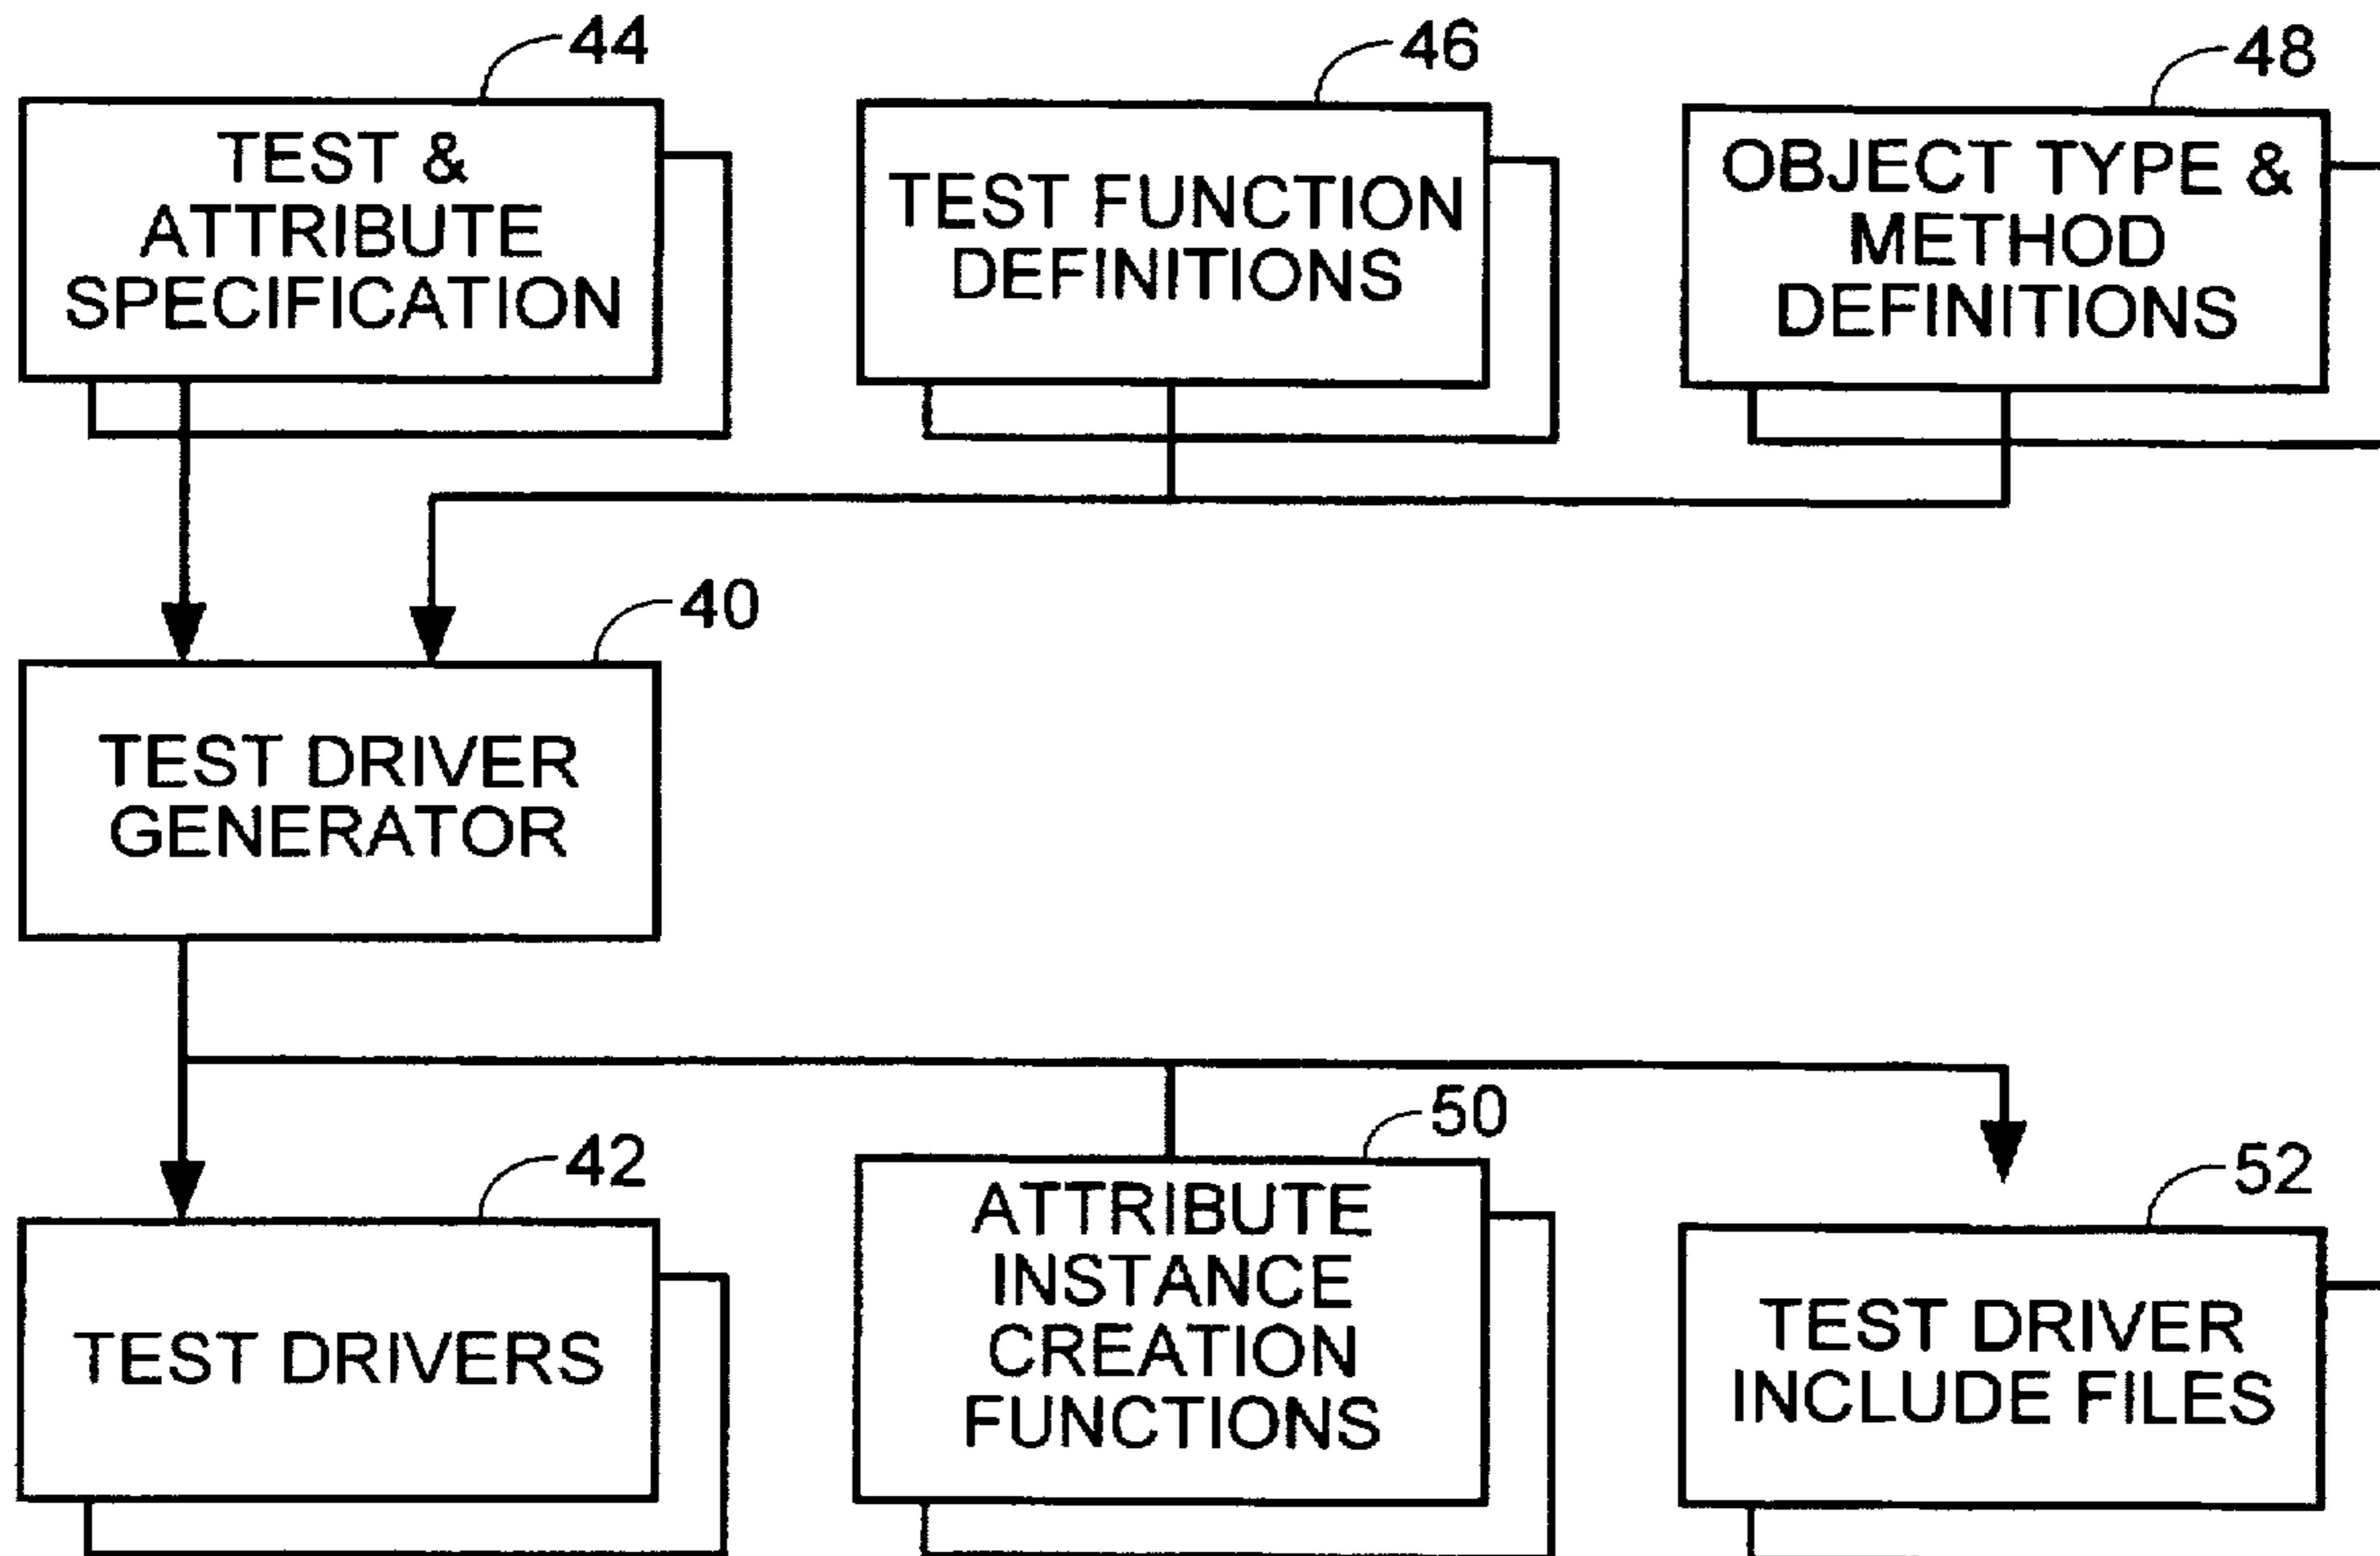 44
TEST &
ATTRIBUTE
SPECIFICATION
46
TEST FUNCTION
DEFINITIONS
48
OBJECT TYPE &
METHOD
DEFINITIONS
40
TEST DRIVER
GENERATOR
42
TEST DRIVERS
50
ATTRIBUTE
INSTANCE
CREATION
FUNCTIONS
52
TEST DRIVER
INCLUDE FILES